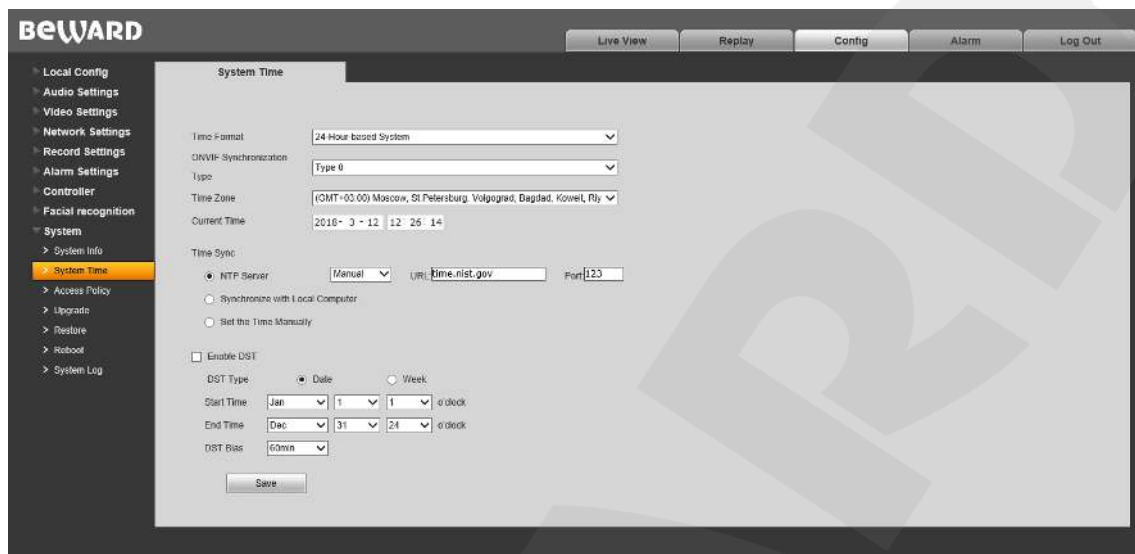 BEWARD
Live View Replay Config Alarm Log Out
Local Config
Audio Settings
Video Settings
Network Settings
Record Settings
Alarm Settings
Controller
Facial recognition
System
> System Info
> System Time
> Access Policy
> Upgrade
> Restore
> Reboot
> System Log
System Time
Time Format 24-Hour-based System
ONVIF Synchronization Type Type 0
Time Zone (GMT+03:00) Moscow, St.Petersburg, Volgograd, Bagdad, Koweit, Riy
Current Time 2018- 3 - 12 12 : 26 : 14
Time Sync
NTP Server Manual URL: time.nist.gov Port: 123
Synchronize with Local Computer
Set the Time Manually
Enable DST
DST Type Date Week
Start Time Jan 1 1 o'clock
End Time Dec 31 24 o'clock
DST Bias 60min
Save